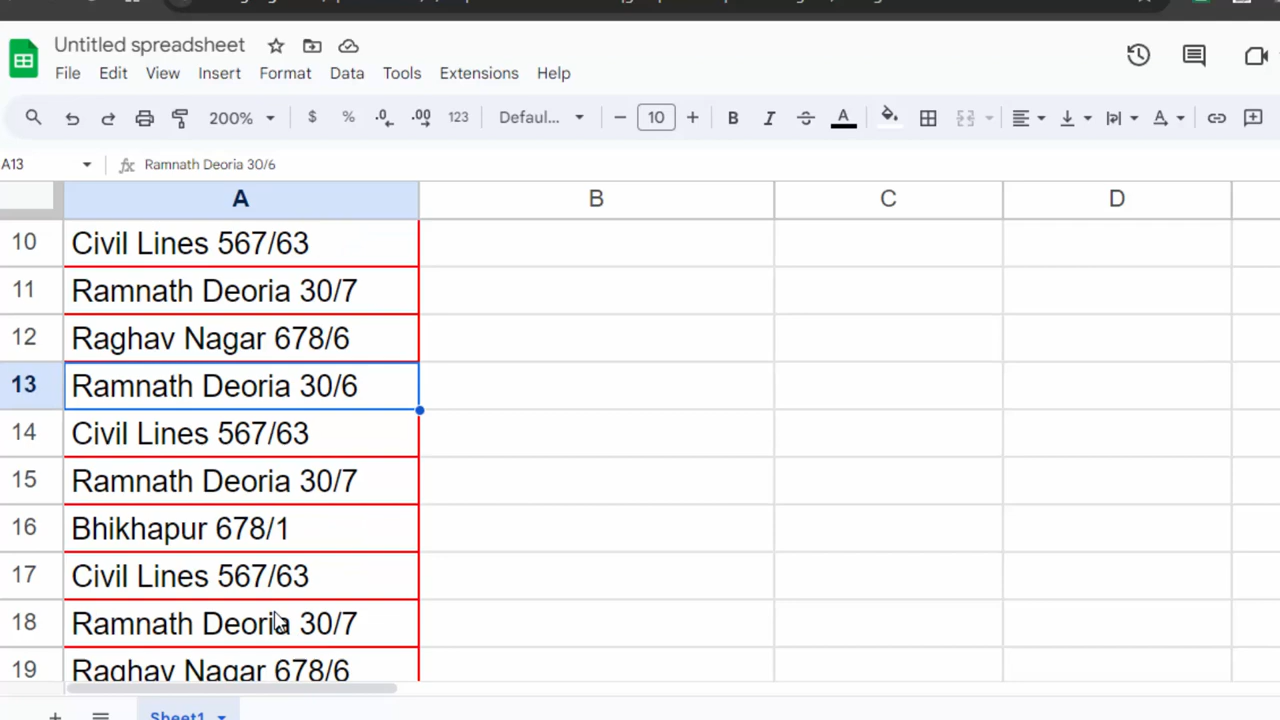 Untitled spreadsheet
File Edit View Insert Format Data Tools Extensions Help
200% $ % .0 .00 123 Defaul... − 10 + B I S A
A13 fx Ramnath Deoria 30/6
A B C D
10 Civil Lines 567/63
11 Ramnath Deoria 30/7
12 Raghav Nagar 678/6
13 Ramnath Deoria 30/6
14 Civil Lines 567/63
15 Ramnath Deoria 30/7
16 Bhikhapur 678/1
17 Civil Lines 567/63
18 Ramnath Deoria 30/7
19 Raghav Nagar 678/6
+ Sheet1